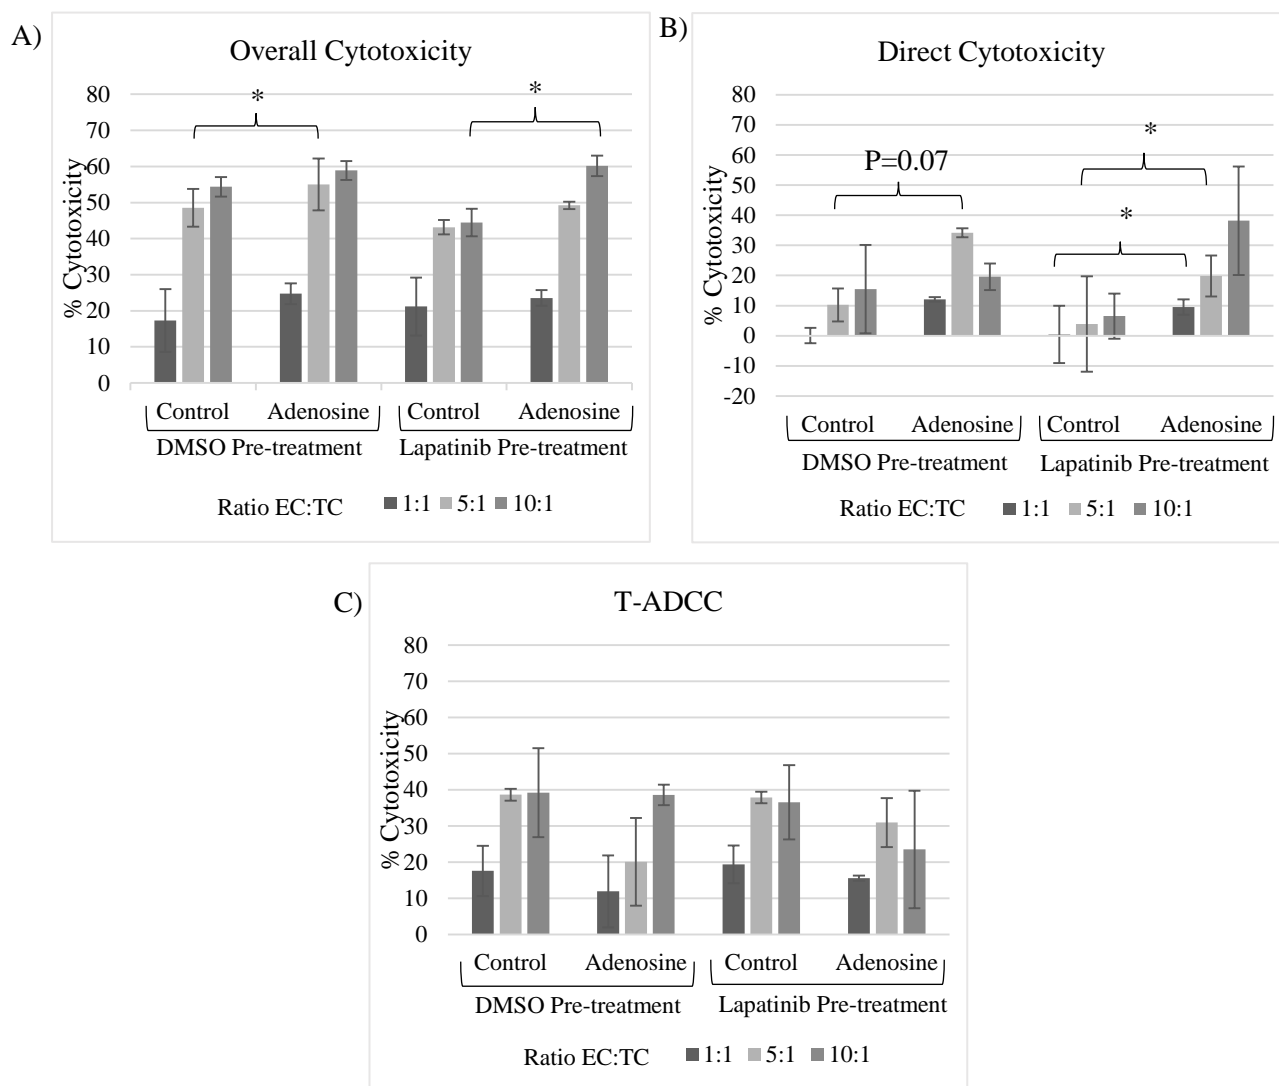 A)
Overall Cytotoxicity
80
70
60
50
40
30
20
10
0
% Cytotoxicity
*
*
Control Adenosine Control Adenosine
DMSO Pre-treatment Lapatinib Pre-treatment
Ratio EC:TC 1:1 5:1 10:1
B)
Direct Cytotoxicity
80
70
60
50
40
30
20
10
0
-10
-20
% Cytotoxicity
P=0.07
*
*
Control Adenosine Control Adenosine
DMSO Pre-treatment Lapatinib Pre-treatment
Ratio EC:TC 1:1 5:1 10:1
C)
T-ADCC
80
70
60
50
40
30
20
10
0
% Cytotoxicity
Control Adenosine Control Adenosine
DMSO Pre-treatment Lapatinib Pre-treatment
Ratio EC:TC 1:1 5:1 10:1